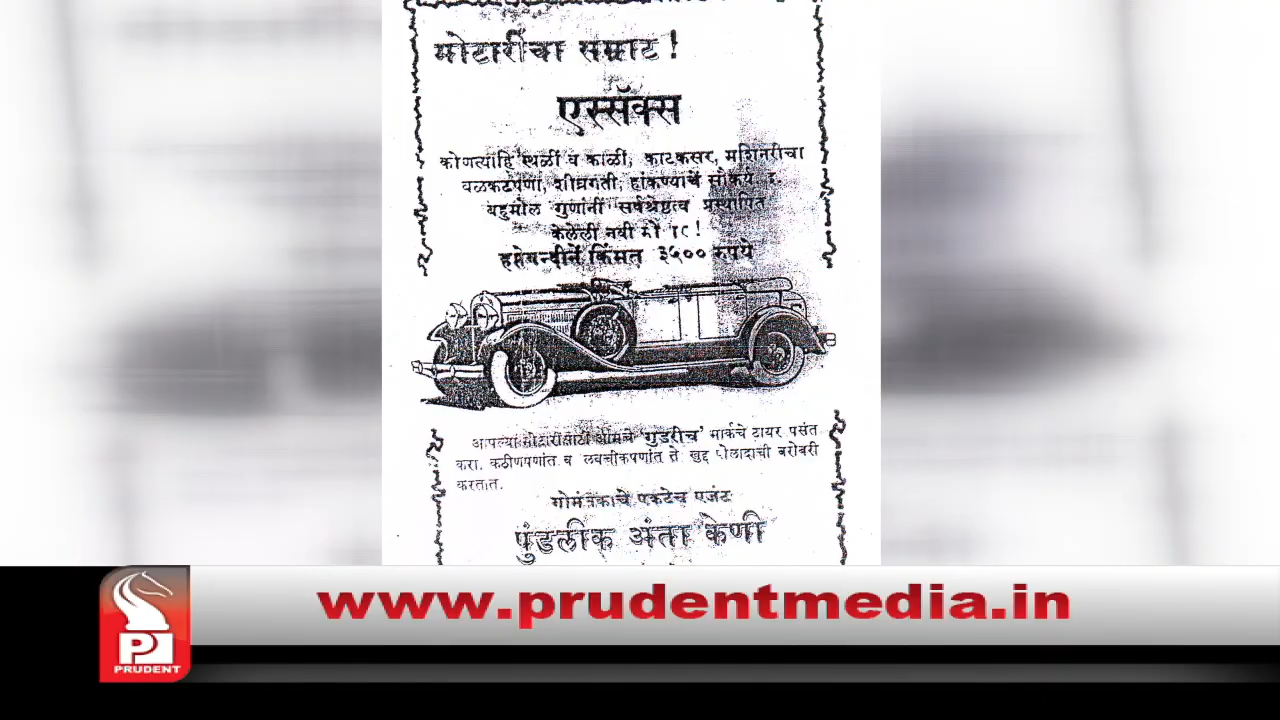 मोटारींचा सम्राट !
एस्सॅक्स
कोणत्याहि स्थळीं व काळीं, काटकसर, मशिनरीचा
बळकटपणा, शीघ्रगती, हांकण्याचें सौकर्य इ.
बहुमोल गुणांनीं सर्वश्रेष्ठत्व प्रस्थापित
केलेली नवी
किंमत ३५०० रुपये
आपल्या मोटारीसाठीं आमचे 'गुडरीच' मार्कचे टायर पसंत
करा. कठीणपणांत व लवचीकपणांत ते खुद्द पोलादाची बरोबरी
करतात.
गोमंतकाचे एकटेच एजंट
पुंडलीक अंता केणी
www.prudentmedia.in
PRUDENT